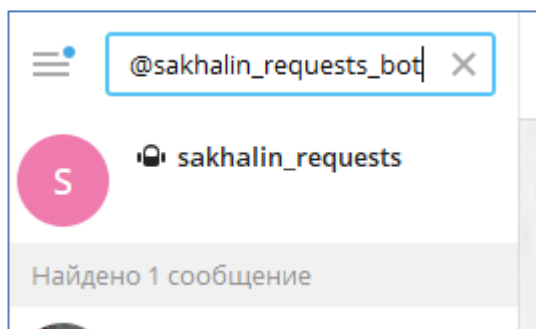 @sakhalin_requests_bot
sakhalin_requests
S
Найдено 1 сообщение